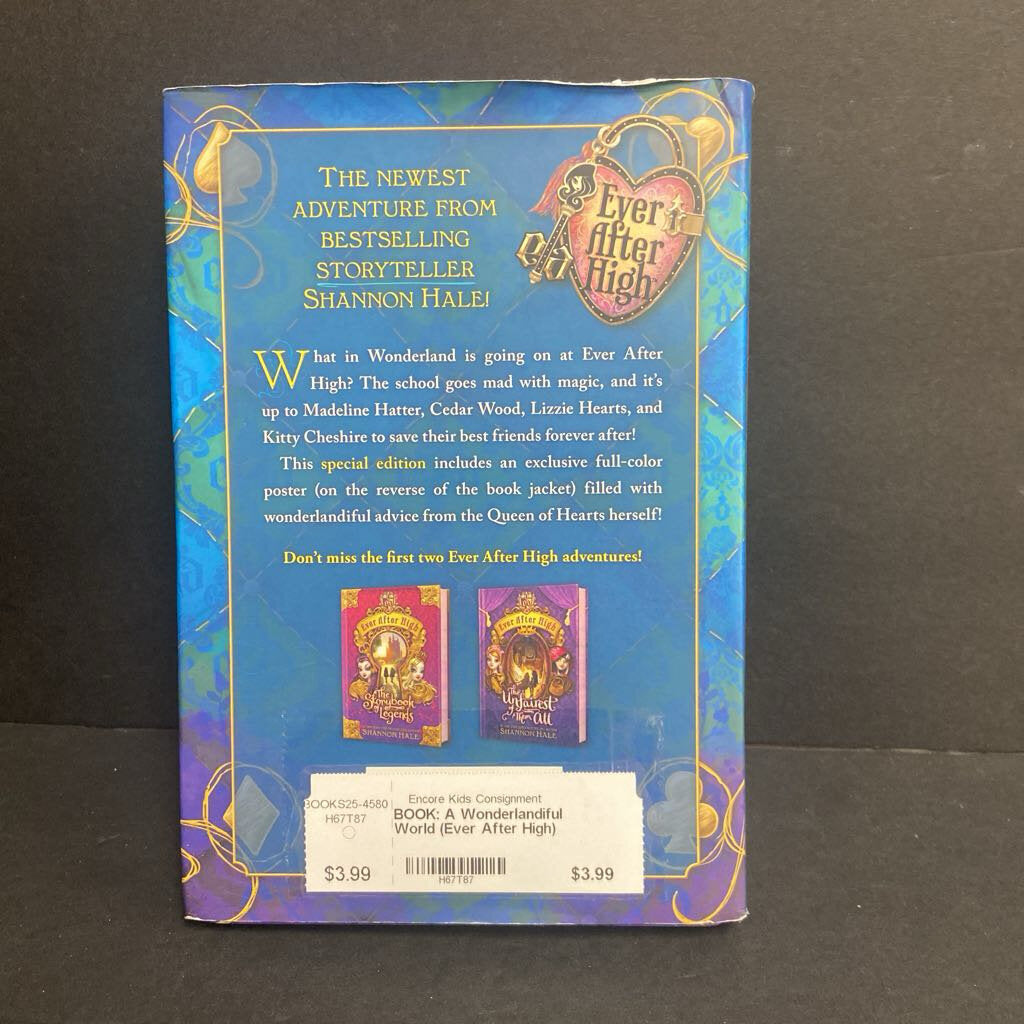 THE NEWEST
ADVENTURE FROM
BESTSELLING
STORYTELLER
SHANNON HALE!
Ever
After
High
What in Wonderland is going on at Ever After
High? The school goes mad with magic, and it's
up to Madeline Hatter, Cedar Wood, Lizzie Hearts, and
Kitty Cheshire to save their best friends forever after!
This special edition includes an exclusive full-color
poster (on the reverse of the book jacket) filled with
wonderlandiful advice from the Queen of Hearts herself!
Don't miss the first two Ever After High adventures!
Ever After High
The
Storybook
of
Legends
SHANNON HALE
Ever After High
The
Unfairest
of Them All
SHANNON HALE
BOOKS25-4580
H67T87
$3.99
Encore Kids Consignment
BOOK: A Wonderlandiful
World (Ever After High)
H67T87
$3.99